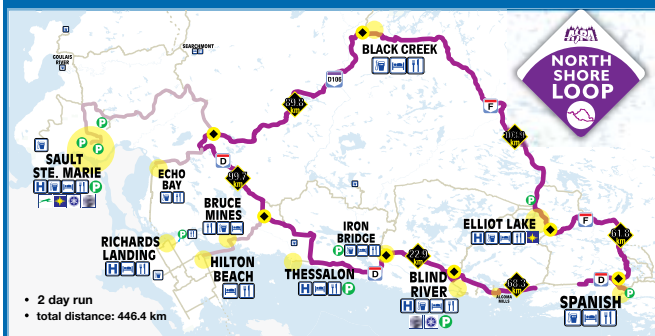 GOULAIS
RIVER
SEARCHMONT
BLACK CREEK
NORTH
SHORE
LOOP
D106
89.8
km
F
103.9
km
P
P
P
SAULT
STE. MARIE
H
P
D
99.7
km
ECHO
BAY
BRUCE
MINES
P
RICHARDS
LANDING
H
HILTON
BEACH
THESSALON
P
IRON
BRIDGE
P
D
22.9
km
BLIND
RIVER
H
P
68.3
km
ALGOMA
MILLS
P
ELLIOT LAKE
H
F
61.8
km
D
P
SPANISH
• 2 day run
• total distance: 446.4 km